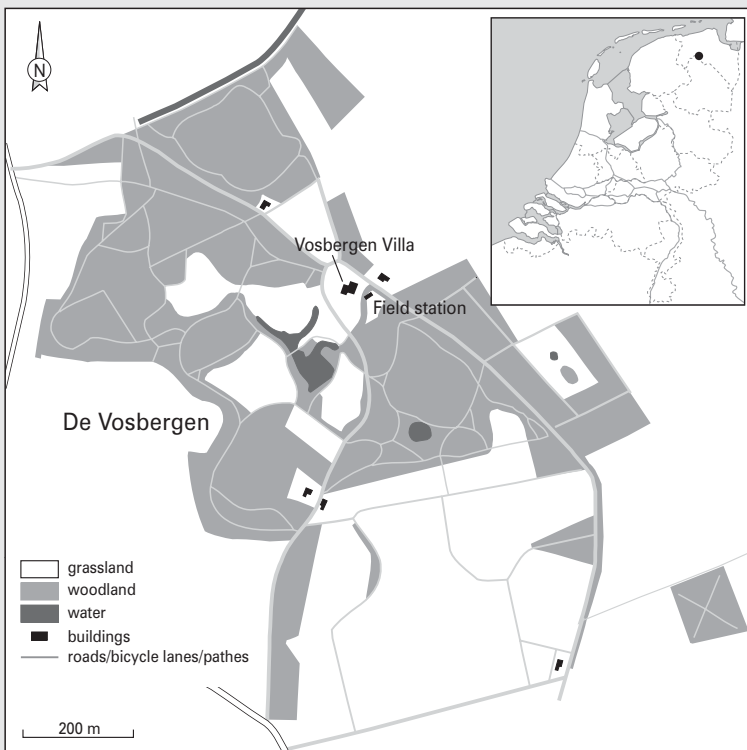 N
Vosbergen Villa
Field station
De Vosbergen
grassland
woodland
water
buildings
roads/bicycle lanes/pathes
200 m